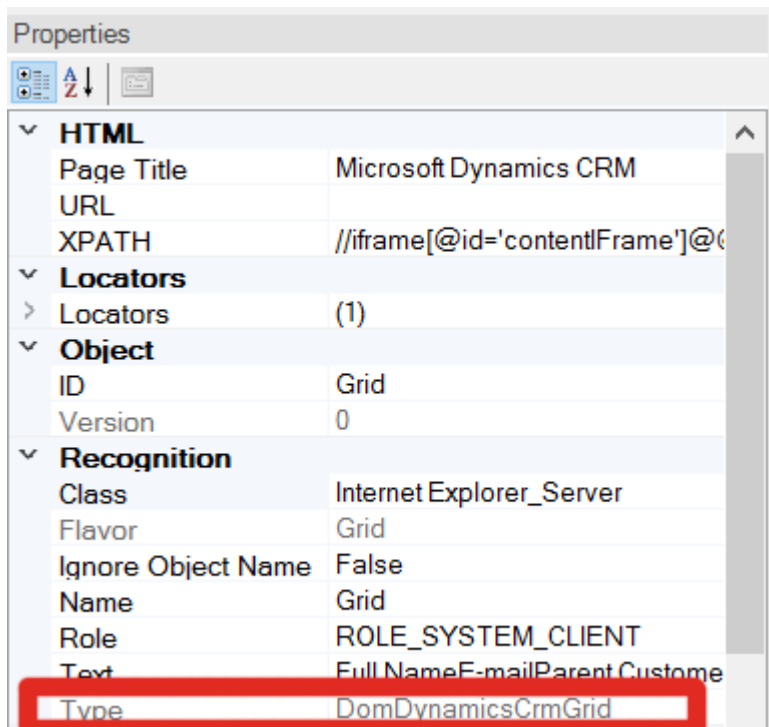 Properties
HTML
Page Title Microsoft Dynamics CRM
URL
XPATH //iframe[@id='contentIFrame']@(
Locators
Locators (1)
Object
ID Grid
Version 0
Recognition
Class Internet Explorer_Server
Flavor Grid
Ignore Object Name False
Name Grid
Role ROLE_SYSTEM_CLIENT
Text Full NameE-mailParent Custome
Type DomDynamicsCrmGrid